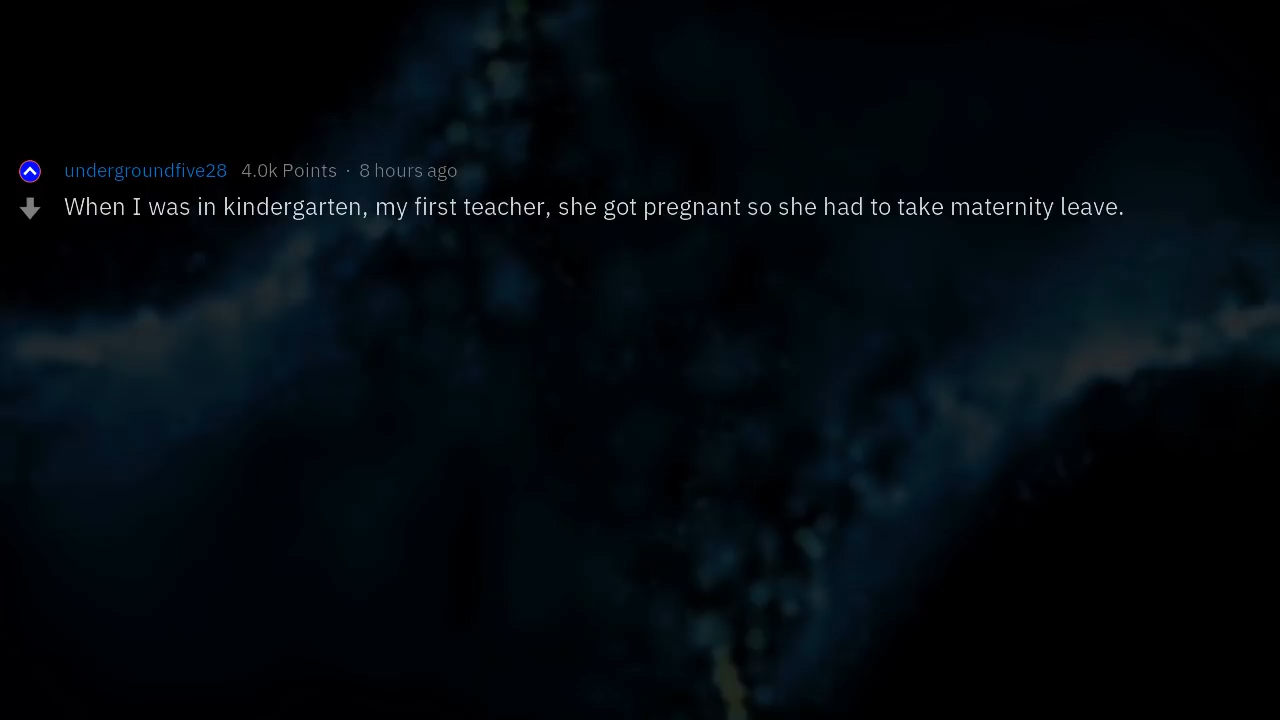 undergroundfive28 4.0k Points · 8 hours ago
When I was in kindergarten, my first teacher, she got pregnant so she had to take maternity leave.